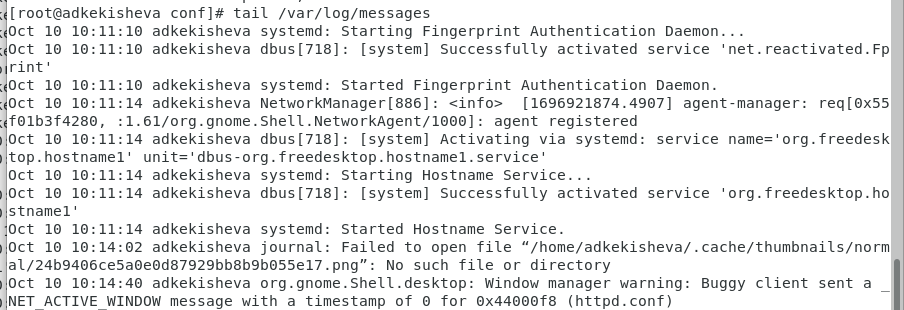 [root@adkekisheva conf]# tail /var/log/messages
Oct 10 10:11:10 adkekisheva systemd: Starting Fingerprint Authentication Daemon...
Oct 10 10:11:10 adkekisheva dbus[718]: [system] Successfully activated service 'net.reactivated.Fp
rint'
Oct 10 10:11:10 adkekisheva systemd: Started Fingerprint Authentication Daemon.
Oct 10 10:11:14 adkekisheva NetworkManager[886]: <info>  [1696921874.4907] agent-manager: req[0x55
f01b3f4280, :1.61/org.gnome.Shell.NetworkAgent/1000]: agent registered
Oct 10 10:11:14 adkekisheva dbus[718]: [system] Activating via systemd: service name='org.freedesk
top.hostname1' unit='dbus-org.freedesktop.hostname1.service'
Oct 10 10:11:14 adkekisheva systemd: Starting Hostname Service...
Oct 10 10:11:14 adkekisheva dbus[718]: [system] Successfully activated service 'org.freedesktop.ho
stname1'
Oct 10 10:11:14 adkekisheva systemd: Started Hostname Service.
Oct 10 10:14:02 adkekisheva journal: Failed to open file “/home/adkekisheva/.cache/thumbnails/norm
al/24b9406ce5a0e0d87929bb8b9b055e17.png”: No such file or directory
Oct 10 10:14:40 adkekisheva org.gnome.Shell.desktop: Window manager warning: Buggy client sent a _
NET_ACTIVE_WINDOW message with a timestamp of 0 for 0x44000f8 (httpd.conf)